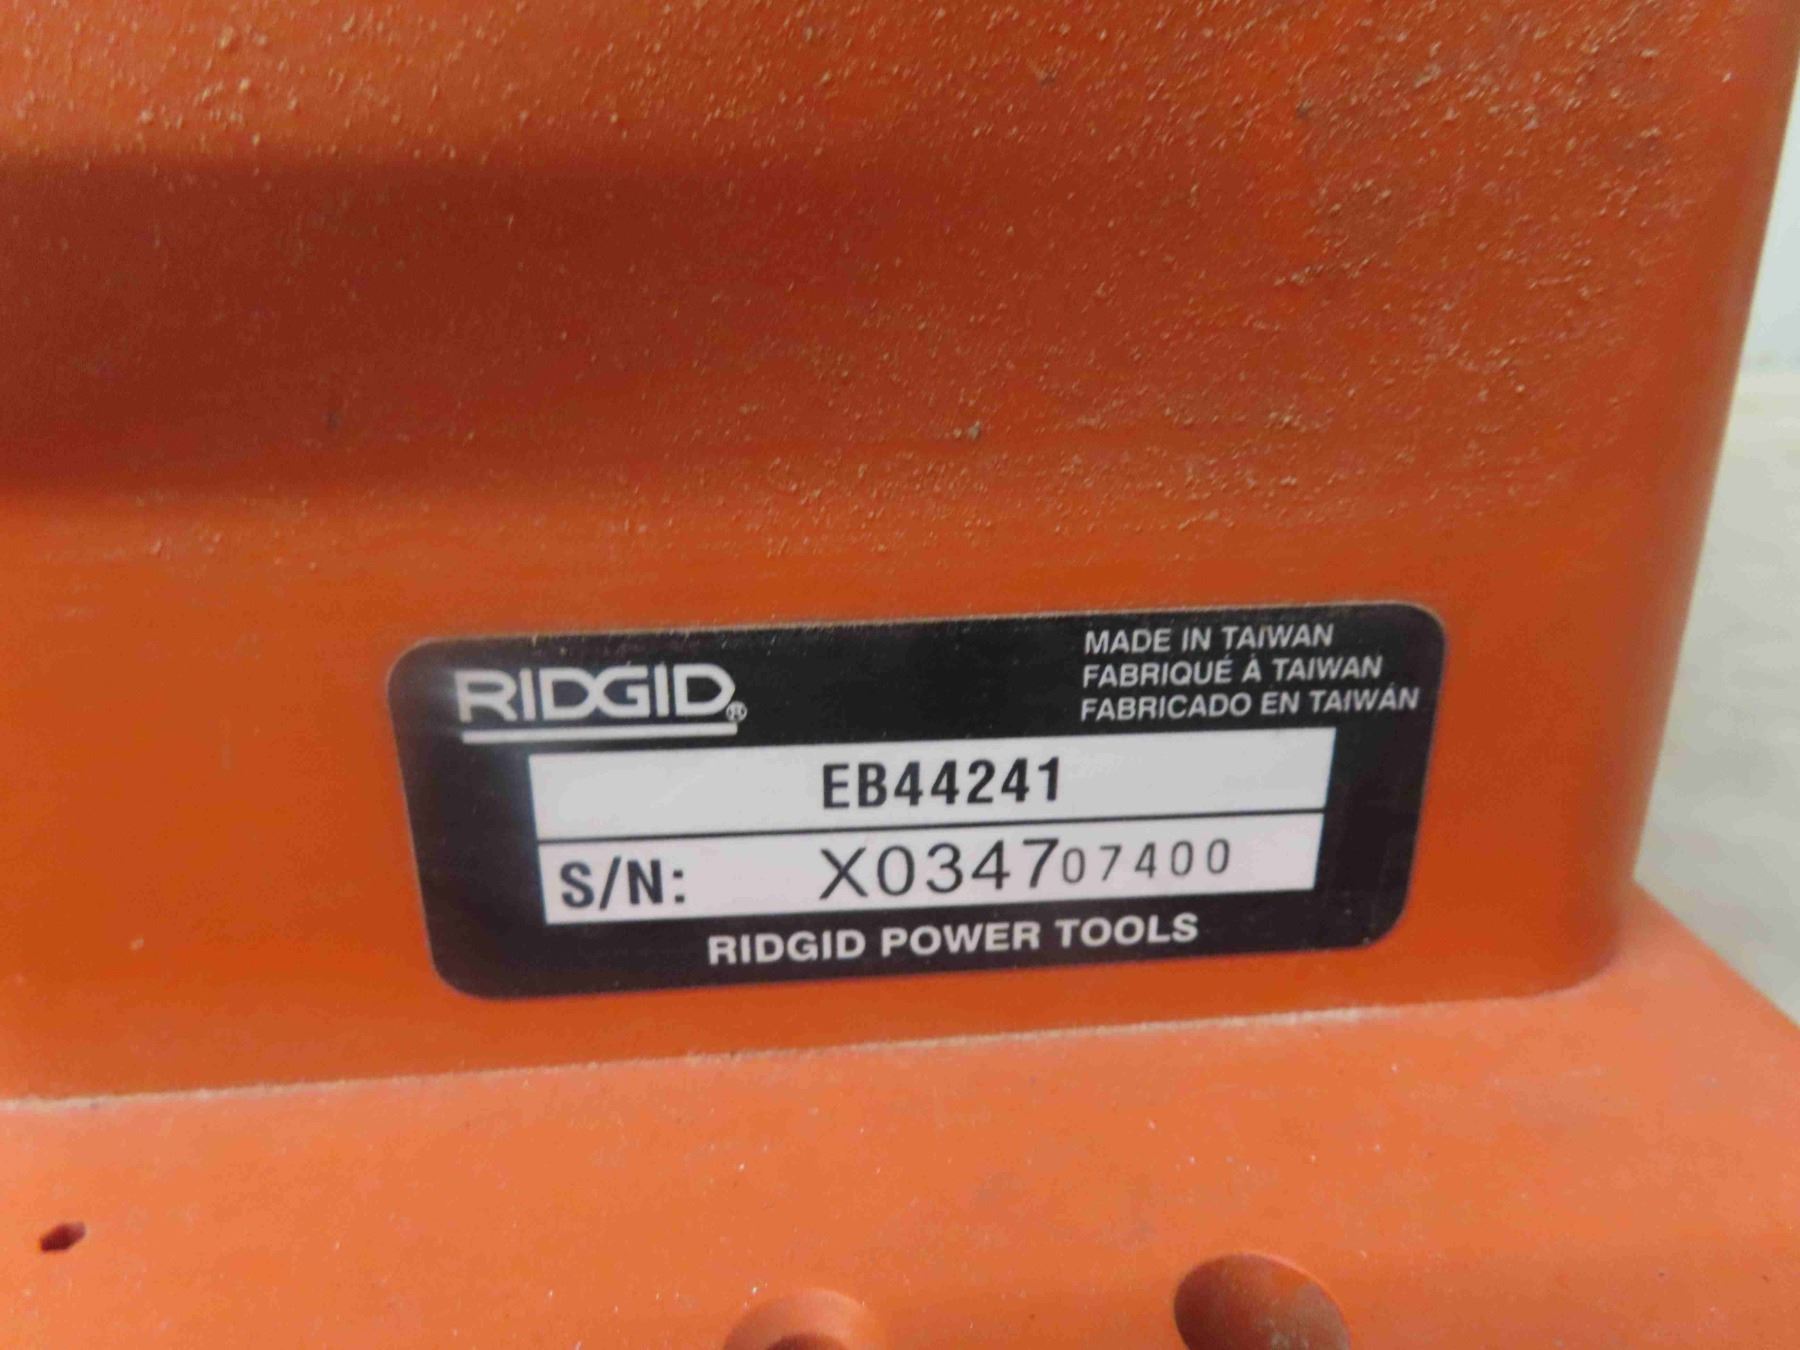 RIDGID®
MADE IN TAIWAN
FABRIQUÉ À TAIWAN
FABRICADO EN TAIWÁN
EB44241
S/N: X034707400
RIDGID POWER TOOLS